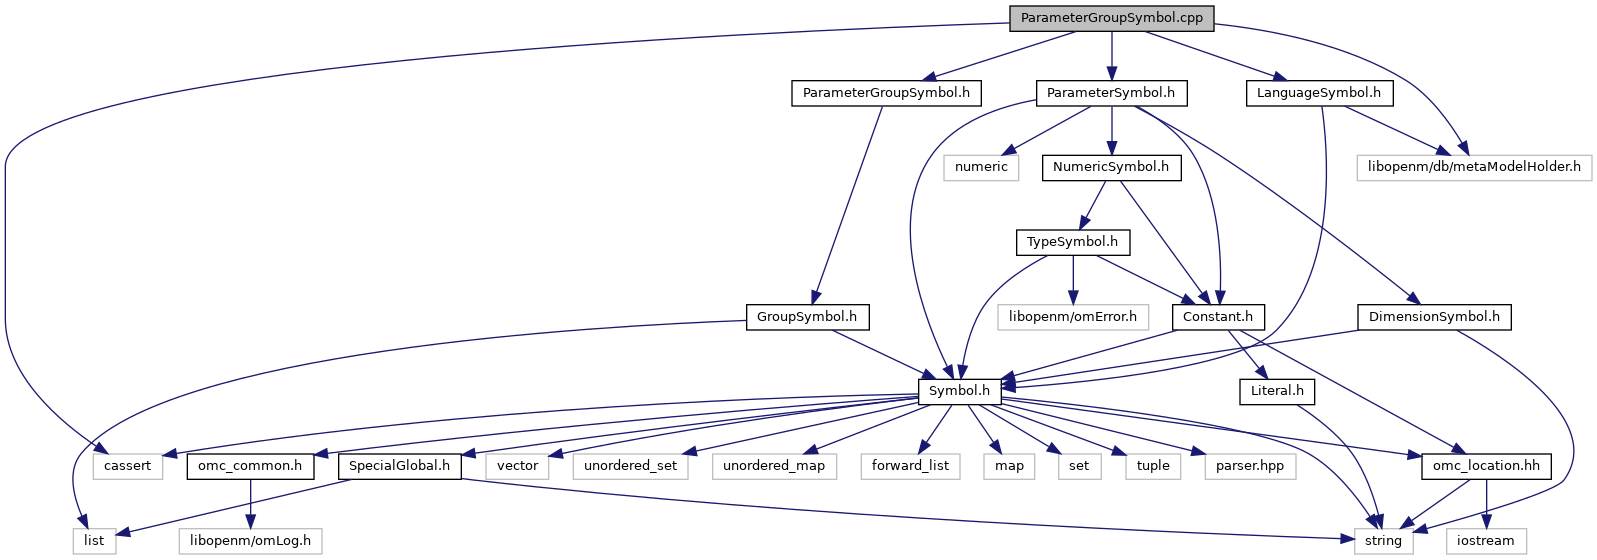 ParameterGroupSymbol.cpp
ParameterGroupSymbol.h
ParameterSymbol.h
LanguageSymbol.h
numeric
NumericSymbol.h
libopenm/db/metaModelHolder.h
TypeSymbol.h
GroupSymbol.h
libopenm/omError.h
Constant.h
DimensionSymbol.h
Symbol.h
Literal.h
cassert
omc_common.h
SpecialGlobal.h
vector
unordered_set
unordered_map
forward_list
map
set
tuple
parser.hpp
omc_location.hh
list
libopenm/omLog.h
string
iostream